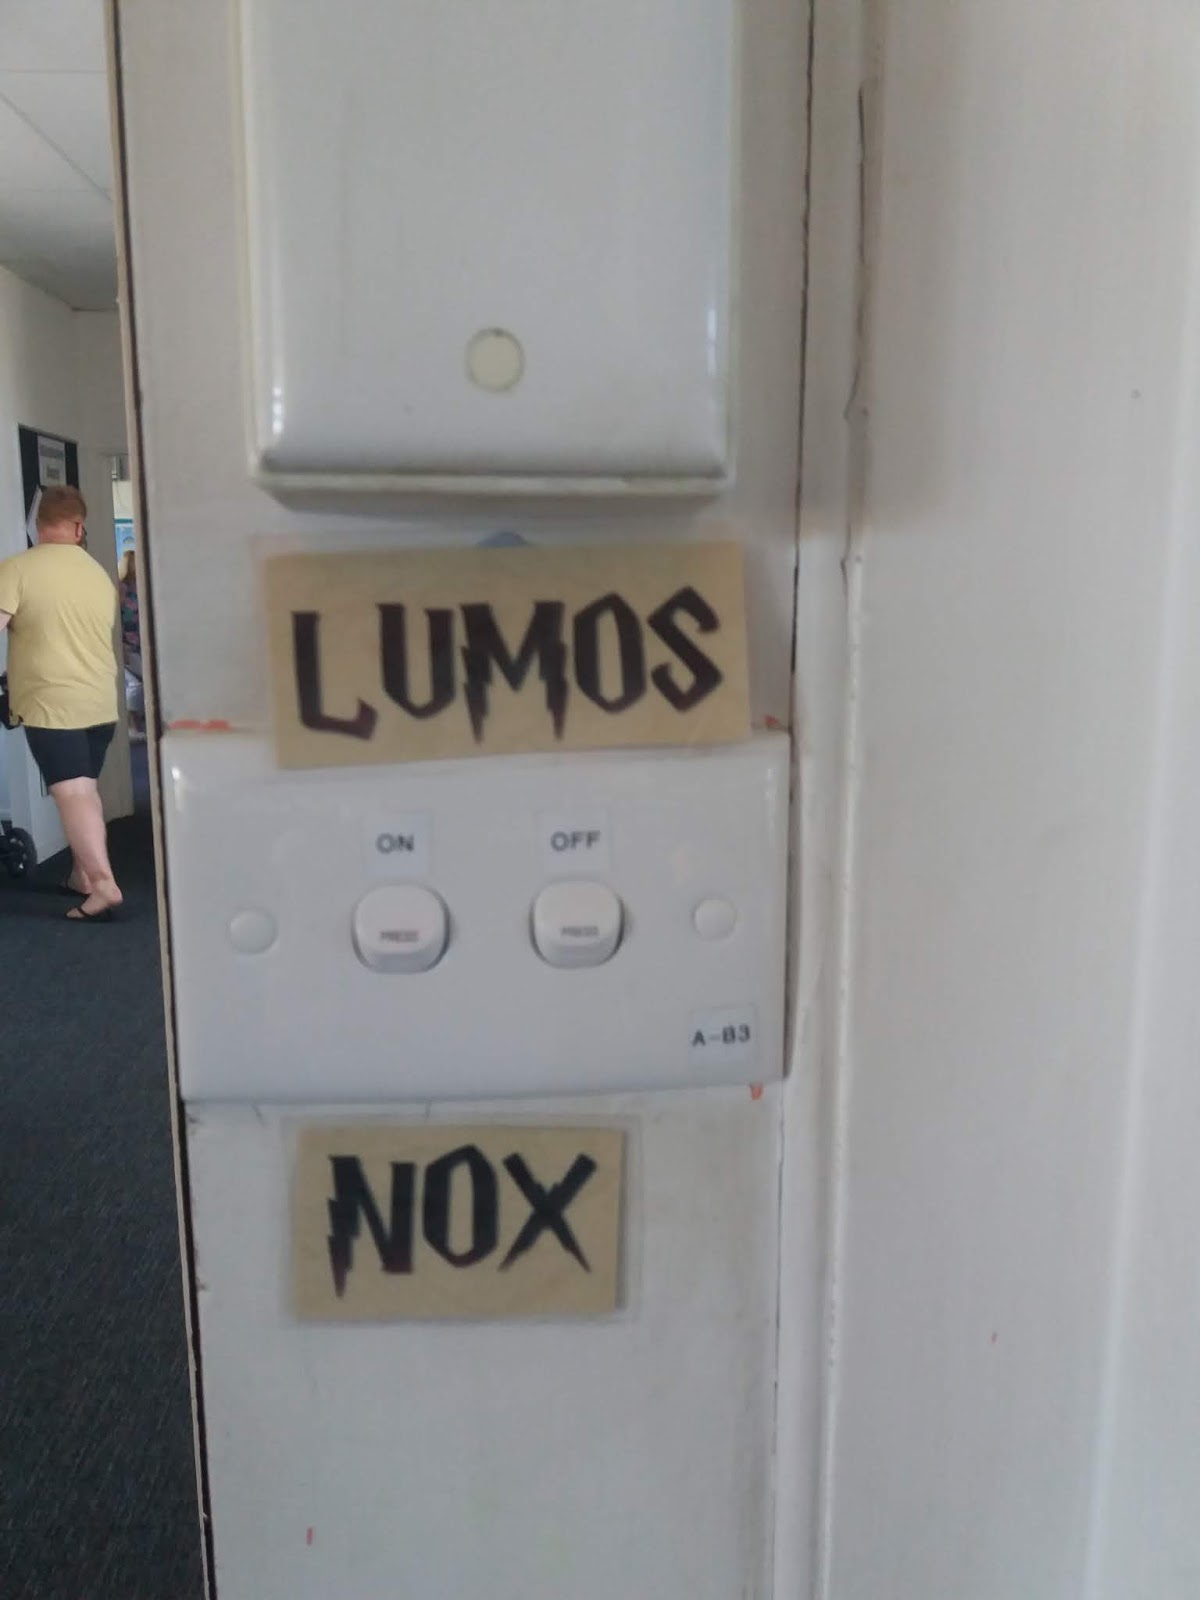 LUMOS
ON OFF
PRESS PRESS
A-B3
NOX